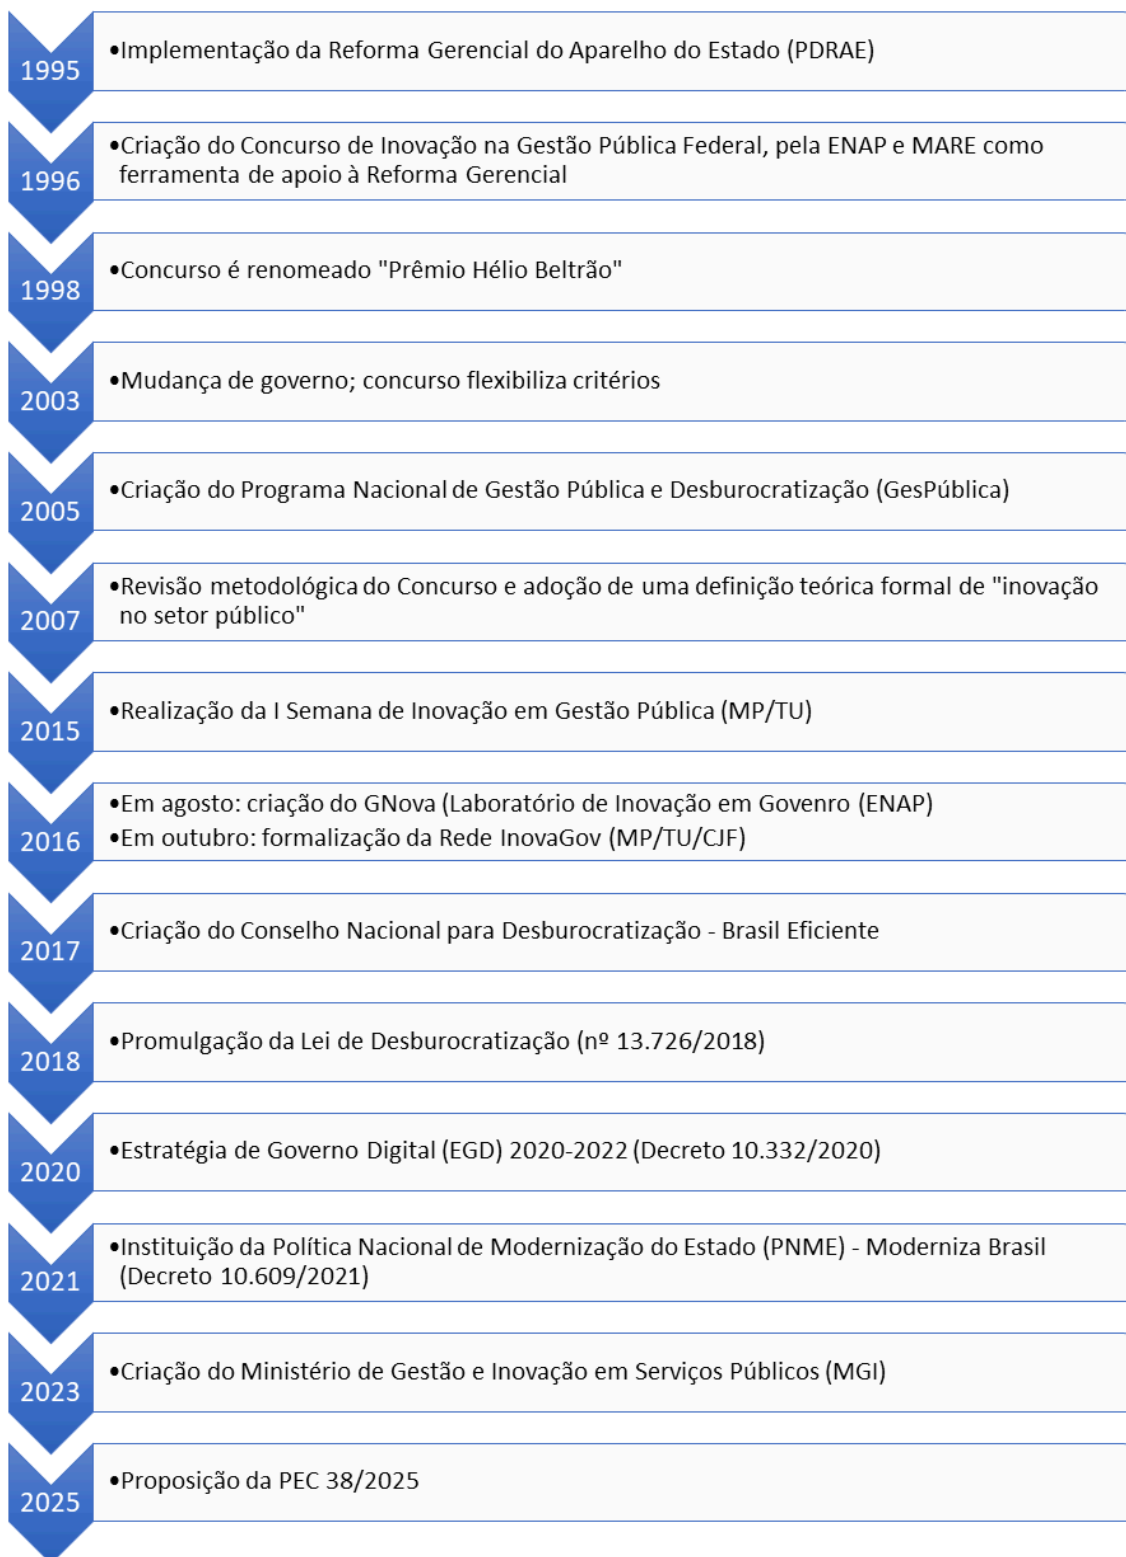 1995
•Implementação da Reforma Gerencial do Aparelho do Estado (PDRAE)
1996
•Criação do Concurso de Inovação na Gestão Pública Federal, pela ENAP e MARE como
ferramenta de apoio à Reforma Gerencial
1998
•Concurso é renomeado "Prêmio Hélio Beltrão"
2003
•Mudança de governo; concurso flexibiliza critérios
2005
•Criação do Programa Nacional de Gestão Pública e Desburocratização (GesPública)
2007
•Revisão metodológica do Concurso e adoção de uma definição teórica formal de "inovação
no setor público"
2015
•Realização da I Semana de Inovação em Gestão Pública (MP/TU)
2016
•Em agosto: criação do GNova (Laboratório de Inovação em Govenro (ENAP)
•Em outubro: formalização da Rede InovaGov (MP/TU/CJF)
2017
•Criação do Conselho Nacional para Desburocratização - Brasil Eficiente
2018
•Promulgação da Lei de Desburocratização (nº 13.726/2018)
2020
•Estratégia de Governo Digital (EGD) 2020-2022 (Decreto 10.332/2020)
2021
•Instituição da Política Nacional de Modernização do Estado (PNME) - Moderniza Brasil
(Decreto 10.609/2021)
2023
•Criação do Ministério de Gestão e Inovação em Serviços Públicos (MGI)
2025
•Proposição da PEC 38/2025